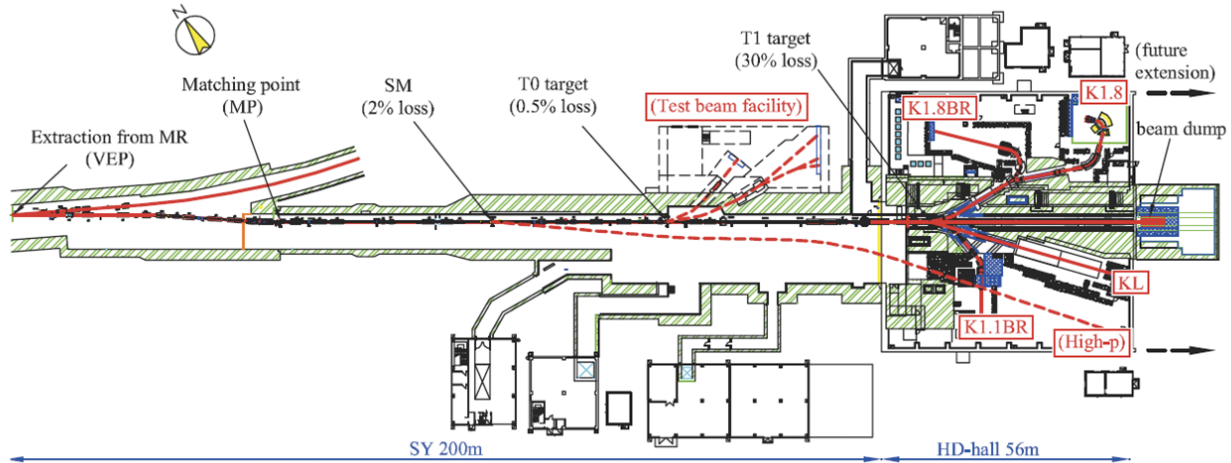 T1 target
(30% loss)
(future
extension)
K1.8
K1.8BR
beam dump
T0 target
(0.5% loss)
(Test beam facility)
SM
(2% loss)
Matching point
(MP)
Extraction from MR
(VEP)
KL
K1.1BR
(High-p)
SY 200m
HD-hall 56m